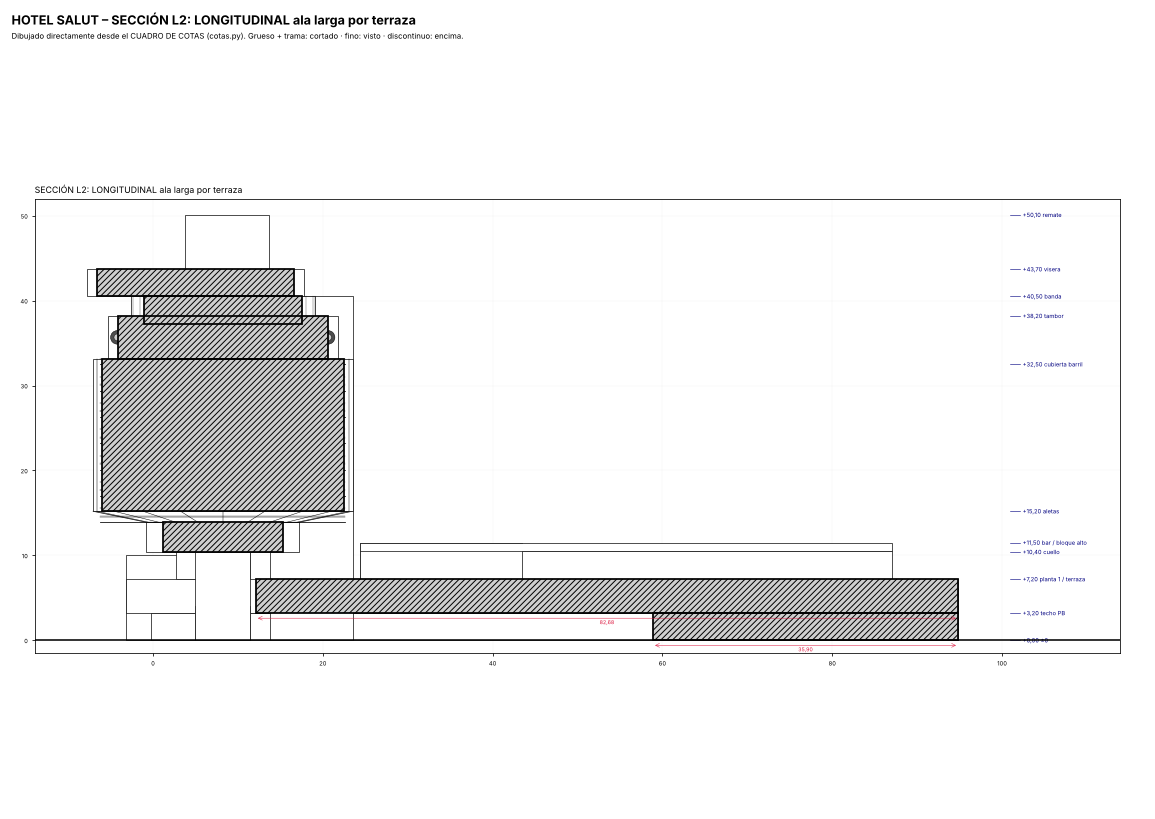 HOTEL SALUT – SECCIÓN L2: LONGITUDINAL ala larga por terraza
Dibujado directamente desde el CUADRO DE COTAS (cotas.py). Grueso + trama: cortado · fino: visto · discontinuo: encima.
SECCIÓN L2: LONGITUDINAL ala larga por terraza
50
+50,10 remate
+43,70 visera
40
+40,50 banda
+38,20 tambor
+32,50 cubierta barril
30
20
+15,20 aletas
+11,50 bar / bloque alto
10
+10,40 cuello
+7,20 planta 1 / terraza
+3,20 techo PB
82,88
0
35,90
0
20
40
60
80
100